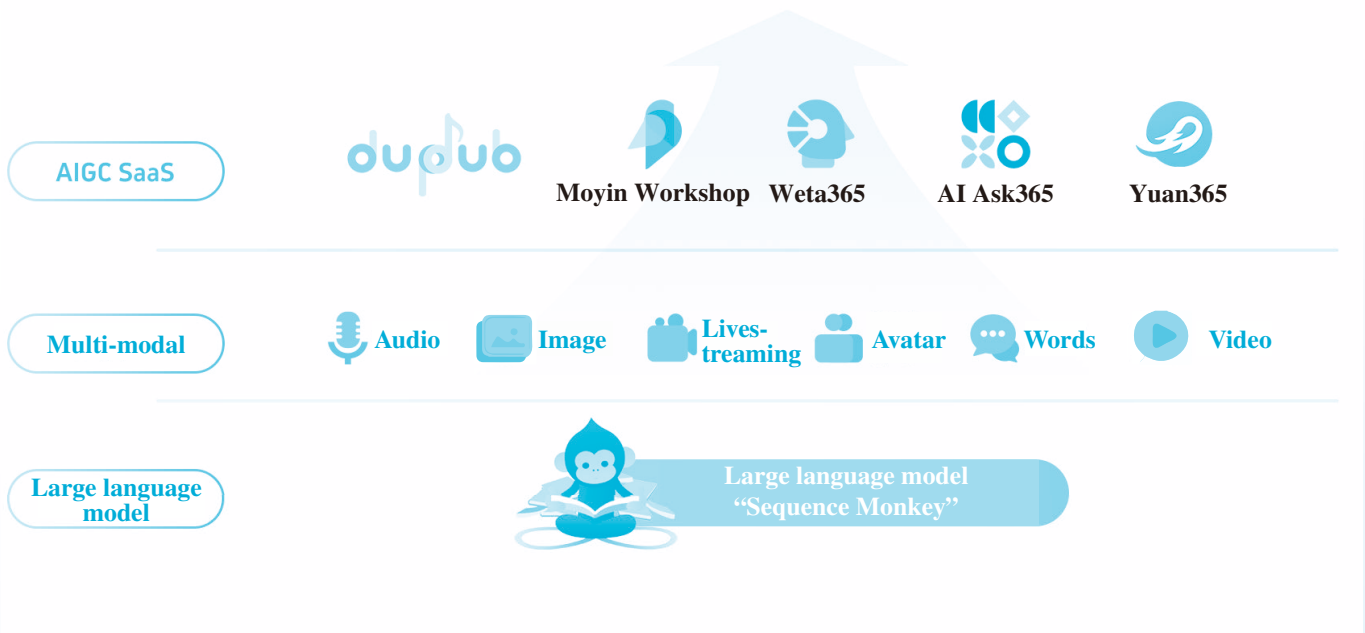 AIGC SaaS
dupdub
Moyin Workshop
Weta365
AI Ask365
Yuan365
Multi-modal
Audio
Image
Lives-
treaming
Avatar
Words
Video
Large language
model
Large language model
“Sequence Monkey”